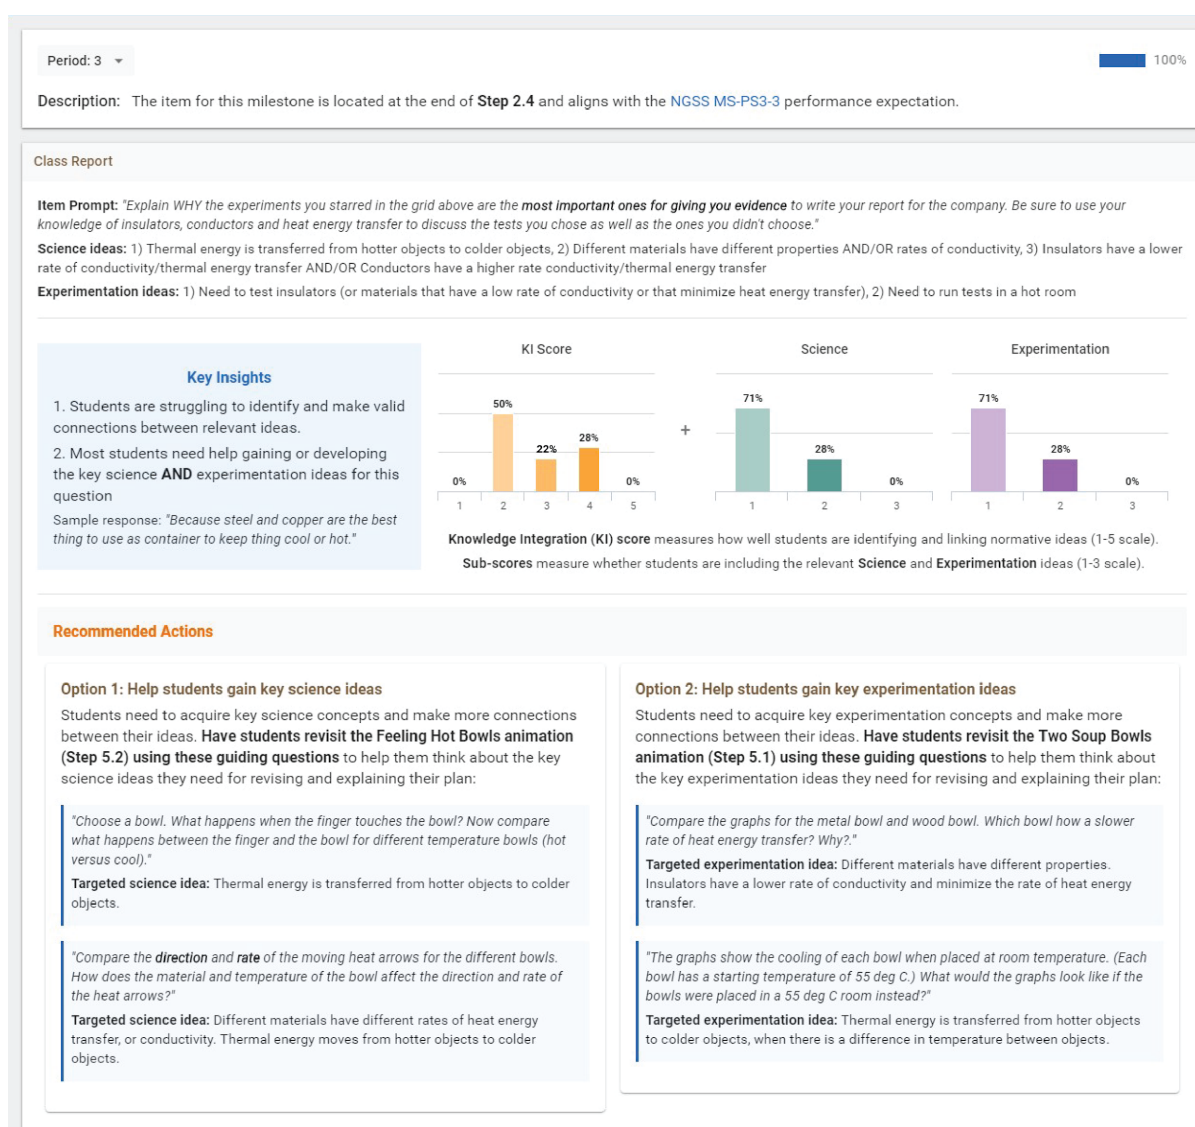 Period: 3
100%
Description: The item for this milestone is located at the end of Step 2.4 and aligns with the NGSS MS-PS3-3 performance expectation.
Class Report
Item Prompt: "Explain WHY the experiments you starred in the grid above are the most important ones for giving you evidence to write your report for the company. Be sure to use your
knowledge of insulators, conductors and heat energy transfer to discuss the tests you chose as well as the ones you didn't choose."
Science ideas: 1) Thermal energy is transferred from hotter objects to colder objects, 2) Different materials have different properties AND/OR rates of conductivity, 3) Insulators have a lower
rate of conductivity/thermal energy transfer AND/OR Conductors have a higher rate conductivity/thermal energy transfer
Experimentation ideas: 1) Need to test insulators (or materials that have a low rate of conductivity or that minimize heat energy transfer), 2) Need to run tests in a hot room
Key Insights
1. Students are struggling to identify and make valid
connections between relevant ideas.
2. Most students need help gaining or developing
the key science AND experimentation ideas for this
question
Sample response: "Because steel and copper are the best
thing to use as container to keep thing cool or hot."
KI Score
0%
50%
22%
28%
0%
1 2 3 4 5
+
Science
71%
28%
0%
1 2 3
Experimentation
71%
28%
0%
1 2 3
Knowledge Integration (KI) score measures how well students are identifying and linking normative ideas (1-5 scale).
Sub-scores measure whether students are including the relevant Science and Experimentation ideas (1-3 scale).
Recommended Actions
Option 1: Help students gain key science ideas
Students need to acquire key science concepts and make more connections
between their ideas. Have students revisit the Feeling Hot Bowls animation
(Step 5.2) using these guiding questions to help them think about the key
science ideas they need for revising and explaining their plan:
"Choose a bowl. What happens when the finger touches the bowl? Now compare
what happens between the finger and the bowl for different temperature bowls (hot
versus cool)."
Targeted science idea: Thermal energy is transferred from hotter objects to colder
objects.
"Compare the direction and rate of the moving heat arrows for the different bowls.
How does the material and temperature of the bowl affect the direction and rate of
the heat arrows?"
Targeted science idea: Different materials have different rates of heat energy
transfer, or conductivity. Thermal energy moves from hotter objects to colder
objects.
Option 2: Help students gain key experimentation ideas
Students need to acquire key experimentation concepts and make more
connections between their ideas. Have students revisit the Two Soup Bowls
animation (Step 5.1) using these guiding questions to help them think about
the key experimentation ideas they need for revising and explaining their plan:
"Compare the graphs for the metal bowl and wood bowl. Which bowl how a slower
rate of heat energy transfer? Why?."
Targeted experimentation idea: Different materials have different properties.
Insulators have a lower rate of conductivity and minimize the rate of heat energy
transfer.
"The graphs show the cooling of each bowl when placed at room temperature. (Each
bowl has a starting temperature of 55 deg C.) What would the graphs look like if the
bowls were placed in a 55 deg C room instead?"
Targeted experimentation idea: Thermal energy is transferred from hotter objects
to colder objects, when there is a difference in temperature between objects.